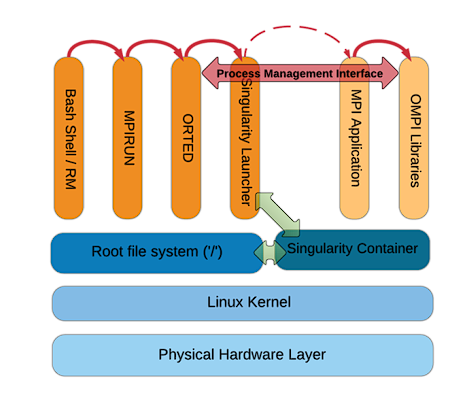 Process Management Interface
Bash Shell / RM
MPIRUN
ORTED
Singularity Launcher
MPI Application
OMPI Libraries
Root file system ('/')
Singularity Container
Linux Kernel
Physical Hardware Layer